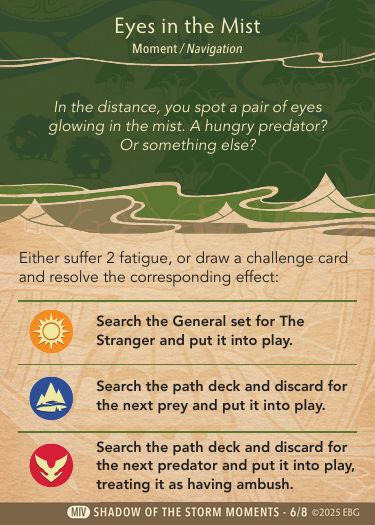 Eyes in the Mist
Moment / Navigation
In the distance, you spot a pair of eyes
glowing in the mist. A hungry predator?
Or something else?
Either suffer 2 fatigue, or draw a challenge card
and resolve the corresponding effect:
Search the General set for The
Stranger and put it into play.
Search the path deck and discard for
the next prey and put it into play.
Search the path deck and discard for
the next predator and put it into play,
treating it as having ambush.
MIV SHADOW OF THE STORM MOMENTS - 6/8 ©2025 EBG